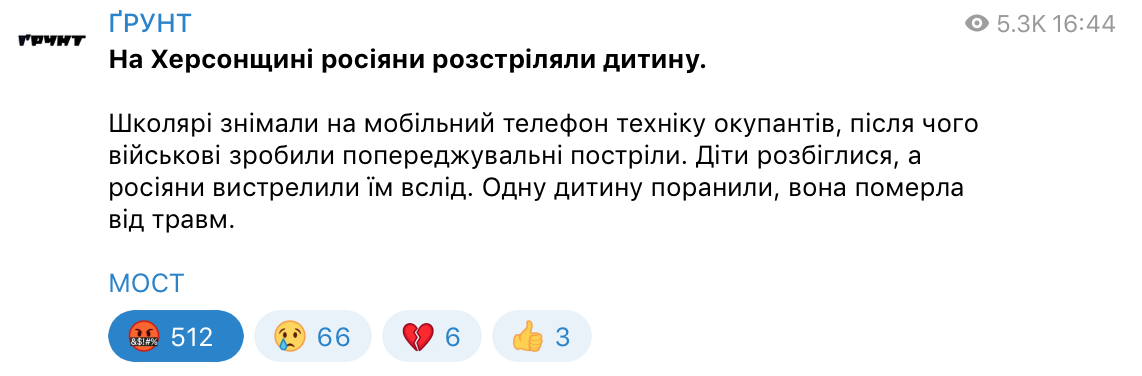 ҐРУНТ
5.3K 16:44
ґрунт
На Херсонщині росіяни розстріляли дитину.
Школярі знімали на мобільний телефон техніку окупантів, після чого
військові зробили попереджувальні постріли. Діти розбіглися, а
росіяни вистрелили їм вслід. Одну дитину поранили, вона померла
від травм.
МОСТ
&$!#%
512
66
6
3